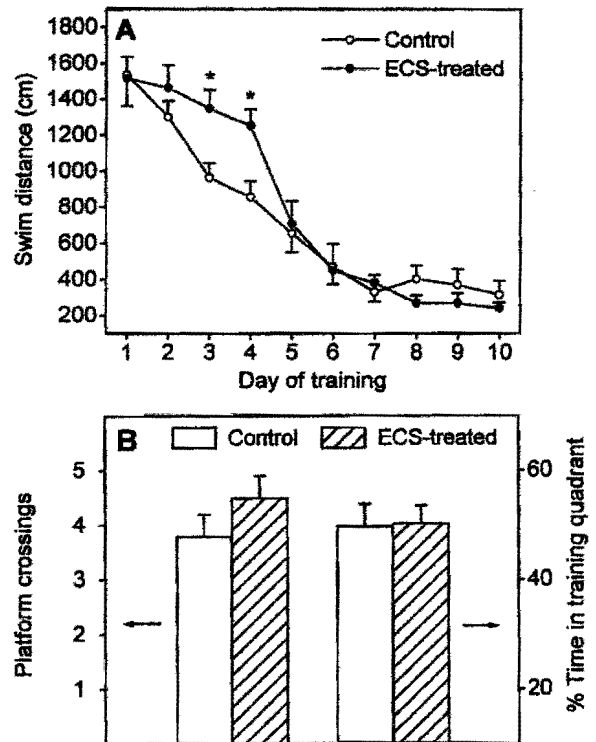 A
Control
ECS-treated
* *
Swim distance (cm)
1800
1600
1400
1200
1000
800
600
400
200
1 2 3 4 5 6 7 8 9 10
Day of training
B
Control ECS-treated
Platform crossings
5
4
3
2
1
60
40
20
% Time in training quadrant